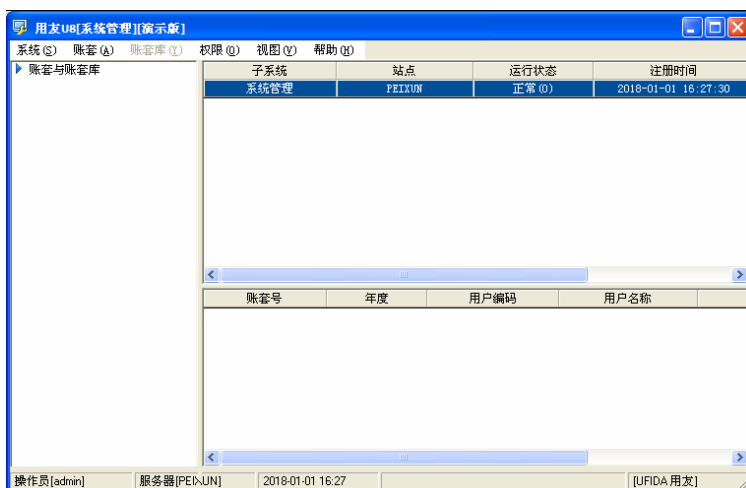 用友U8[系统管理][演示版]
系统(S) 账套(A) 账套库(Y) 权限(O) 视图(V) 帮助(H)
账套与账套库
子系统 站点 运行状态 注册时间
系统管理 PEIXUN 正常(0) 2018-01-01 16:27:30
账套号 年度 用户编码 用户名称
操作员[admin] 服务器[PEIXUN] 2018-01-01 16:27 [UFIDA用友]